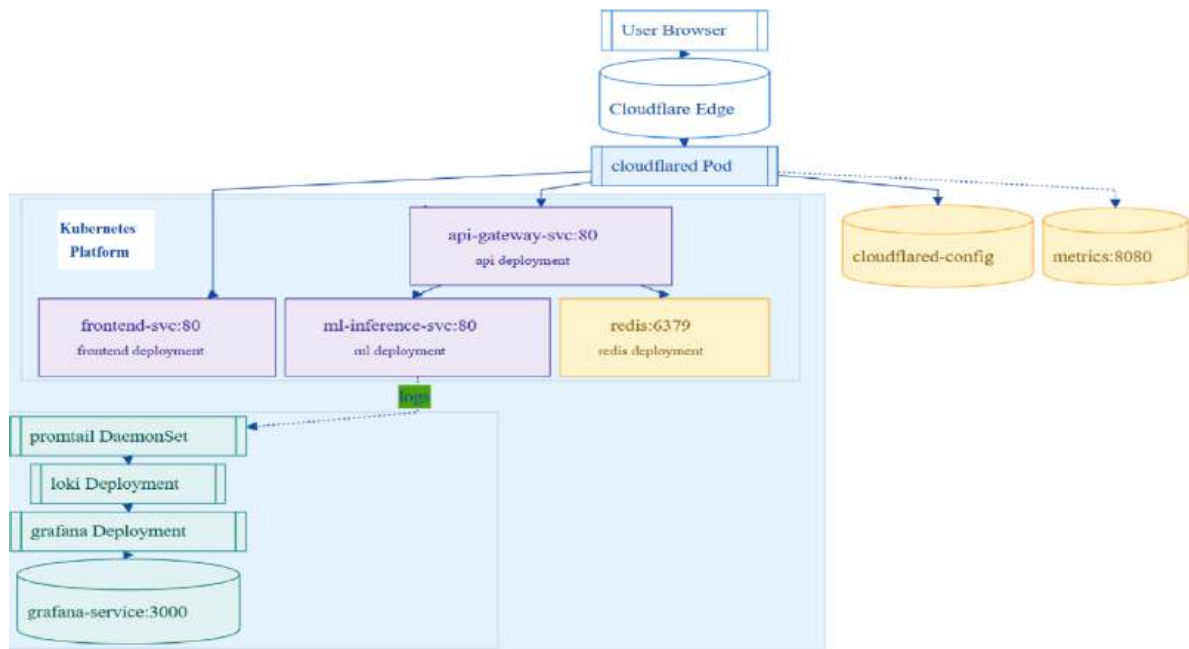 User Browser
Cloudflare Edge
cloudflared Pod
Kubernetes
Platform
api-gateway-svc:80
api deployment
cloudflared-config
metrics:8080
frontend-svc:80
frontend deployment
ml-inference-svc:80
ml deployment
redis:6379
redis deployment
logs
promtail DaemonSet
loki Deployment
grafana Deployment
grafana-service:3000